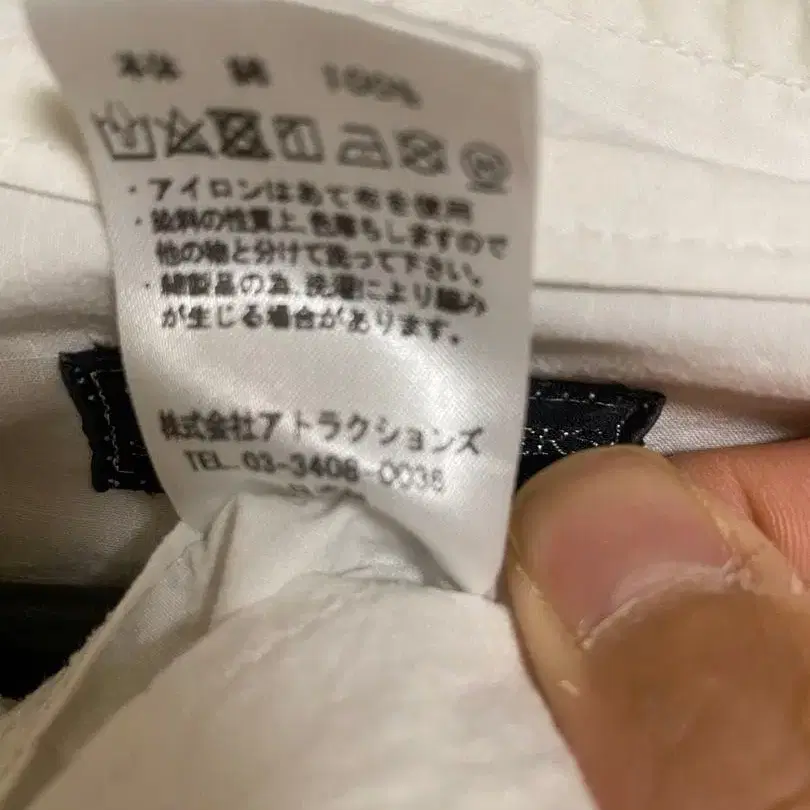 本体 綿 100%
・アイロンはあて布を使用
・染料の性質上、色落ちしますので
他の物と分けて洗って下さい。
・綿製品の為、洗濯により縮み
が生じる場合があります。
株式会社アトラクションズ
TEL. 03-3408-0036